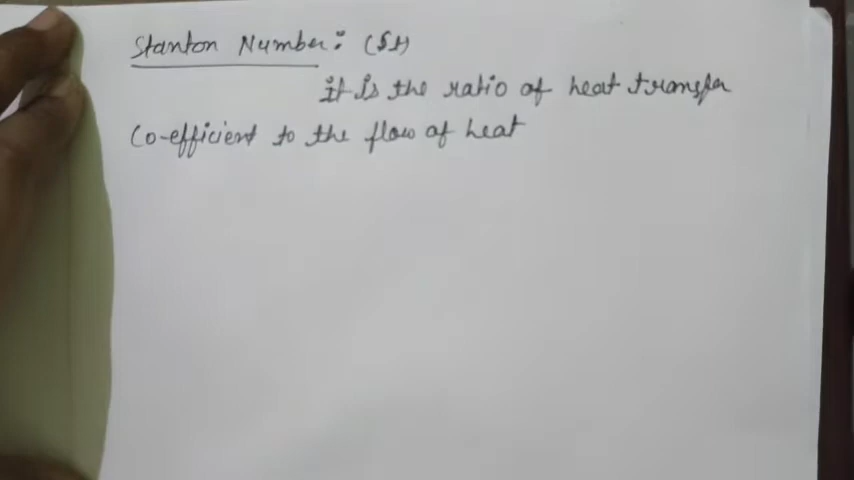 Stanton Number: (St)
it is the ratio of heat transfer
co-efficient to the flow of heat